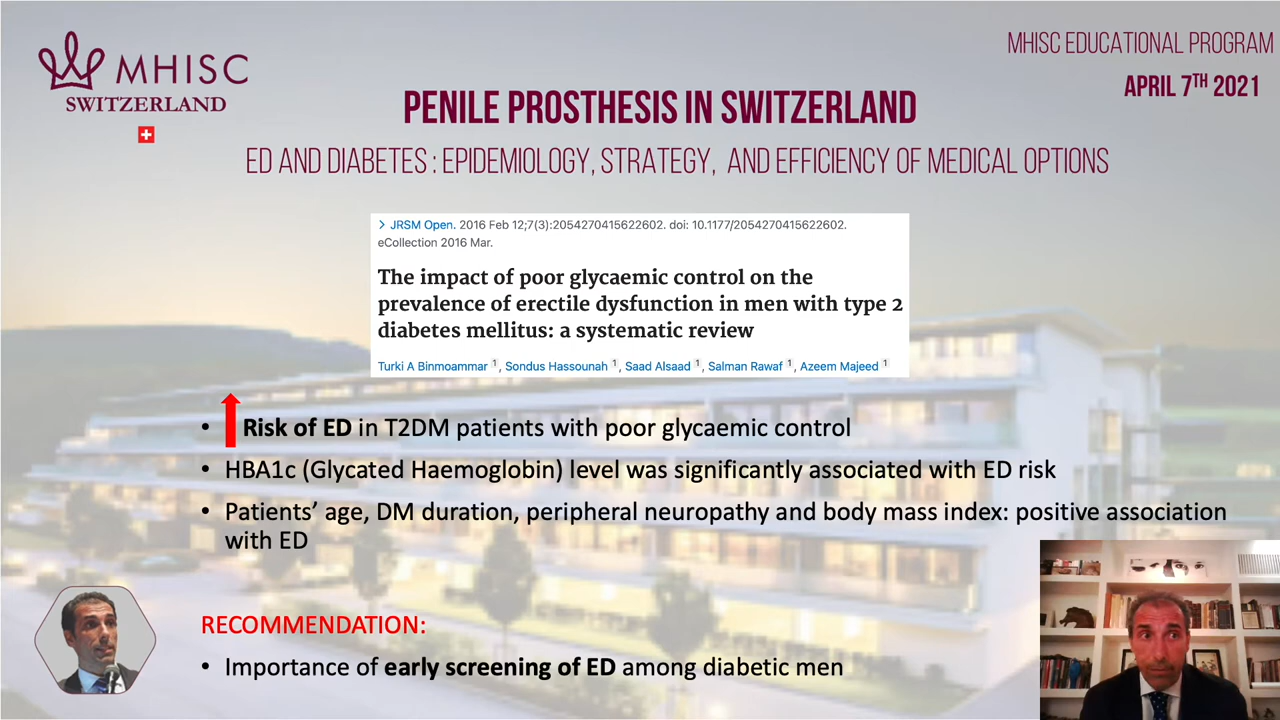 MHISC
SWITZERLAND
MHISC EDUCATIONAL PROGRAM
APRIL 7TH 2021
PENILE PROSTHESIS IN SWITZERLAND
ED AND DIABETES : EPIDEMIOLOGY, STRATEGY, AND EFFICIENCY OF MEDICAL OPTIONS
> JRSM Open. 2016 Feb 12;7(3):2054270415622602. doi: 10.1177/2054270415622602.
eCollection 2016 Mar.
The impact of poor glycaemic control on the
prevalence of erectile dysfunction in men with type 2
diabetes mellitus: a systematic review
Turki A Binmoammar 1, Sondus Hassounah 1, Saad Alsaad 1, Salman Rawaf 1, Azeem Majeed 1
• Risk of ED in T2DM patients with poor glycaemic control
• HBA1c (Glycated Haemoglobin) level was significantly associated with ED risk
• Patients’ age, DM duration, peripheral neuropathy and body mass index: positive association
with ED
RECOMMENDATION:
• Importance of early screening of ED among diabetic men